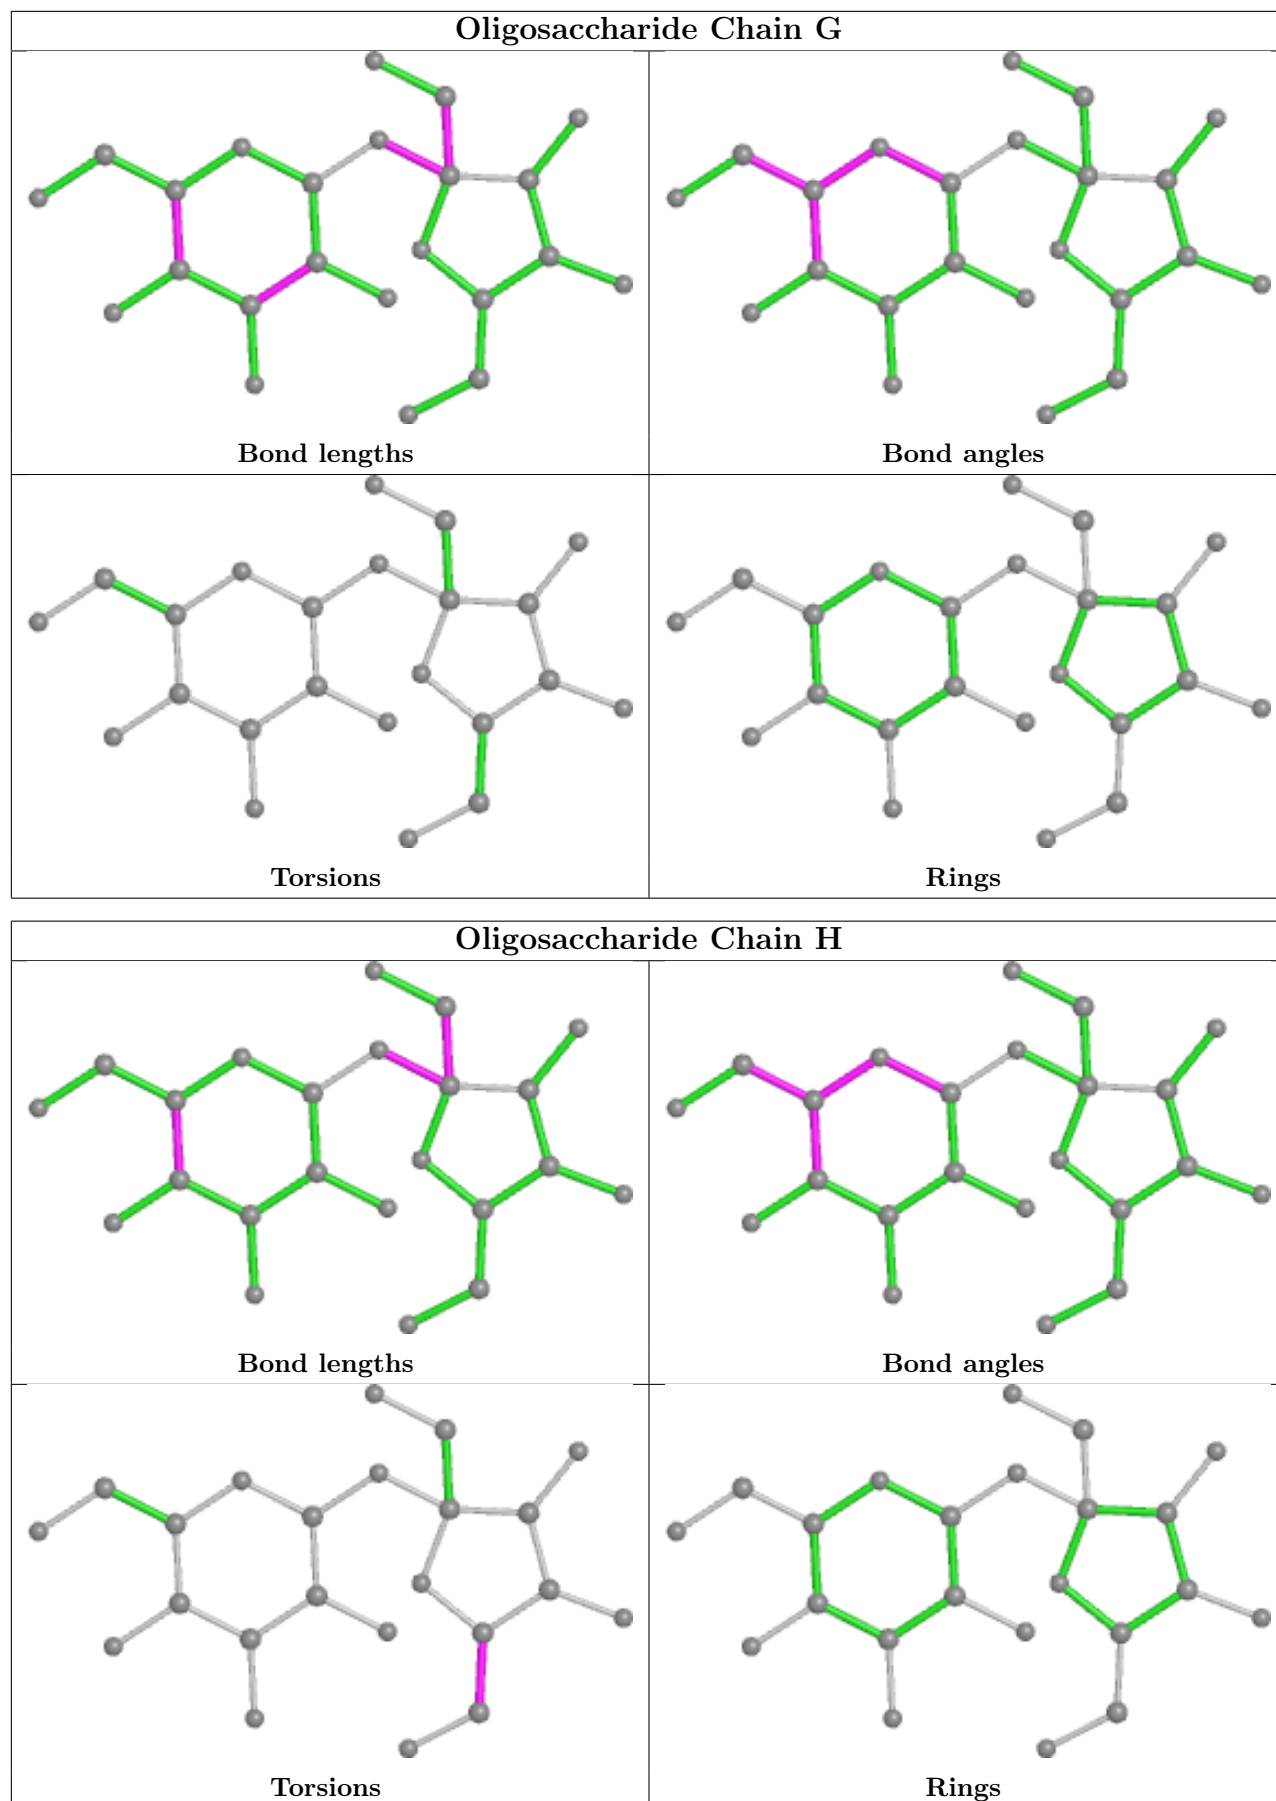 Oligosaccharide Chain G
Bond lengths
Bond angles
Torsions
Rings
Oligosaccharide Chain H
Bond lengths
Bond angles
Torsions
Rings